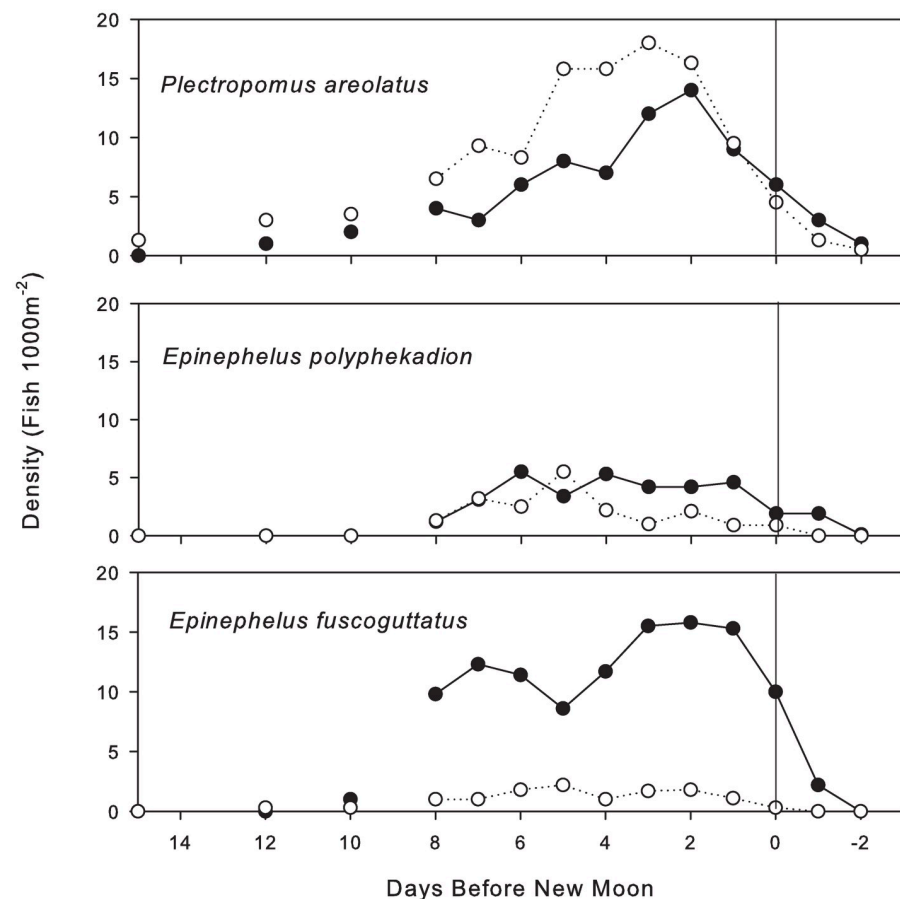 20
15
10
5
0
Plectropomus areolatus
Density (Fish 1000m-2)
20
15
10
5
0
Epinephelus polyphekadion
20
15
10
5
0
Epinephelus fuscoguttatus
14 12 10 8 6 4 2 0 -2
Days Before New Moon